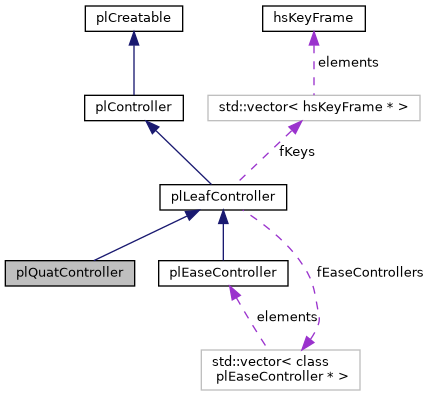 plCreatable
hsKeyFrame
elements
plController
std::vector< hsKeyFrame * >
fKeys
plLeafController
plQuatController
plEaseController
fEaseControllers
elements
std::vector< class
plEaseController * >